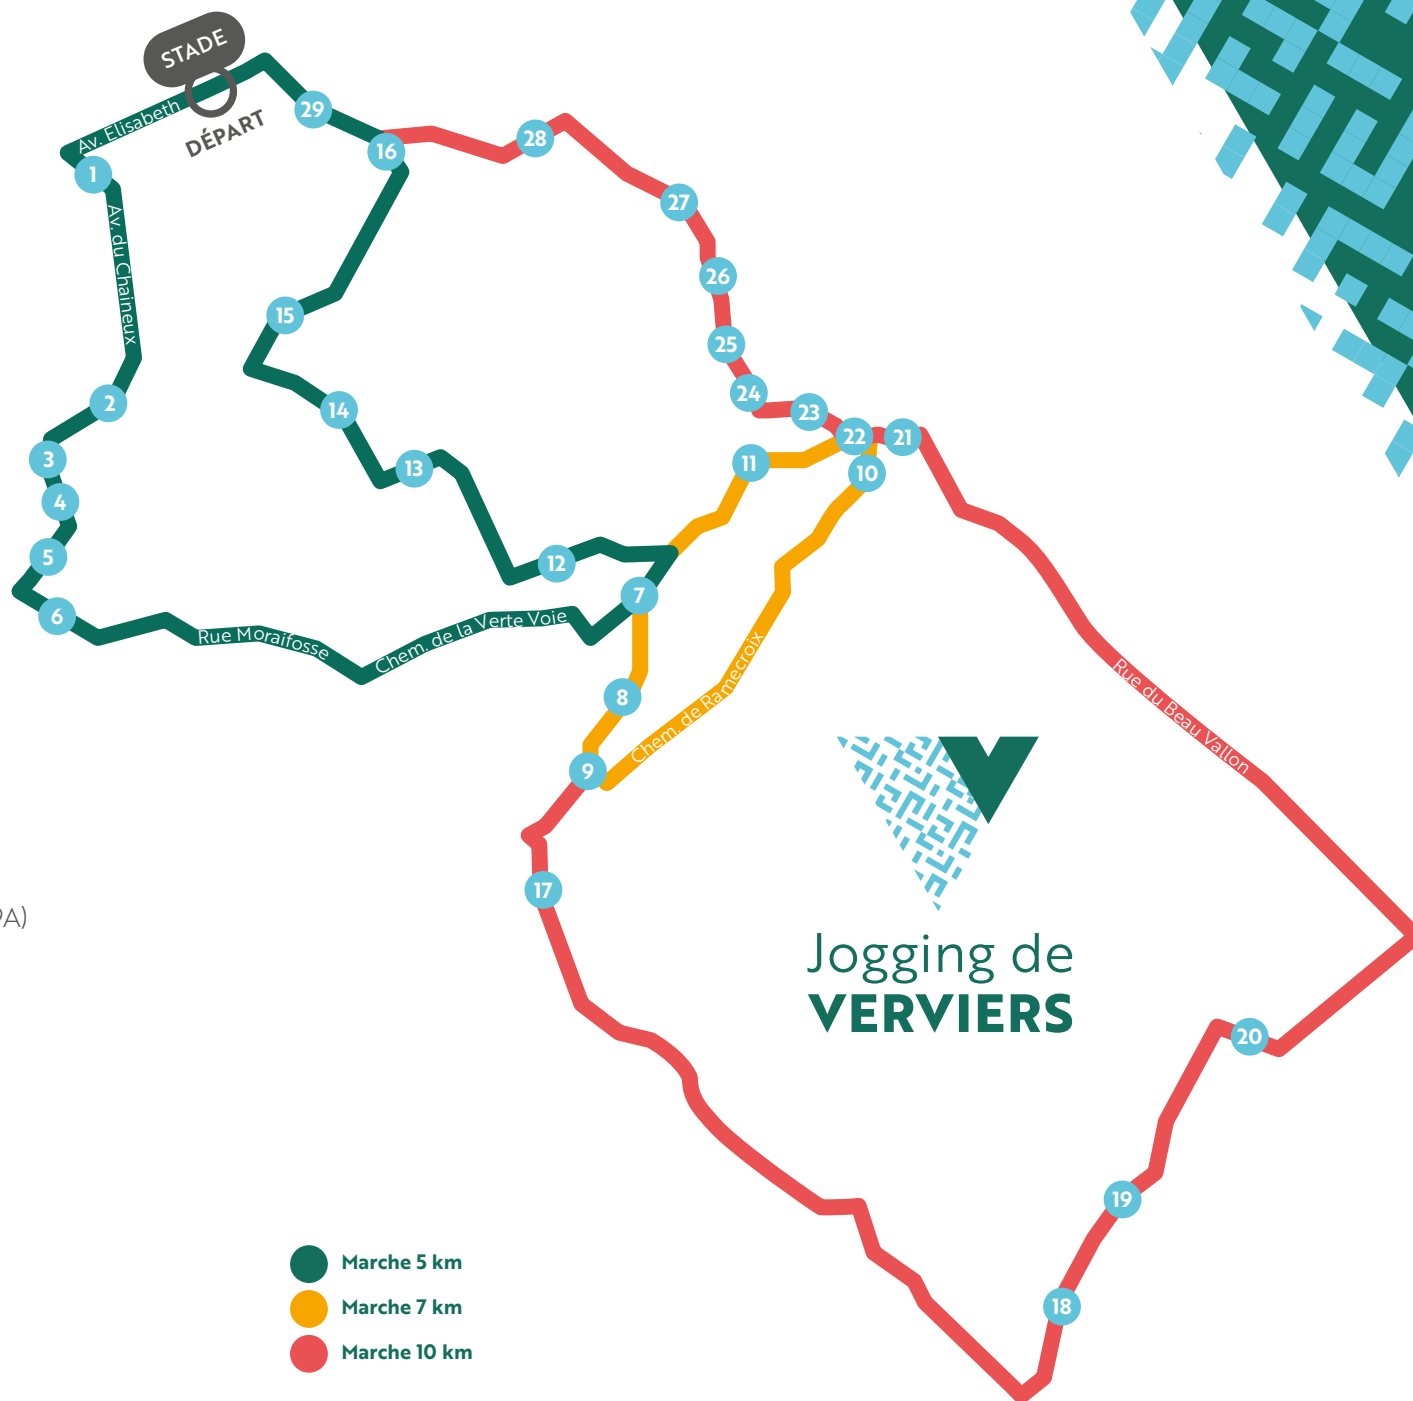 STADE
DÉPART
Av. Elisabeth
29
16
28
1
27
Av. du Chaineux
26
15
25
24
2
14
23
22
21
3
11
13
10
4
5
12
7
6
Rue Moraifosse
Chem. de la Verte Voie
8
Chem. de Ramecroix
Rue du Beau Vallon
9
17
PA)
Jogging de
VERVIERS
20
19
18
Marche 5 km
Marche 7 km
Marche 10 km